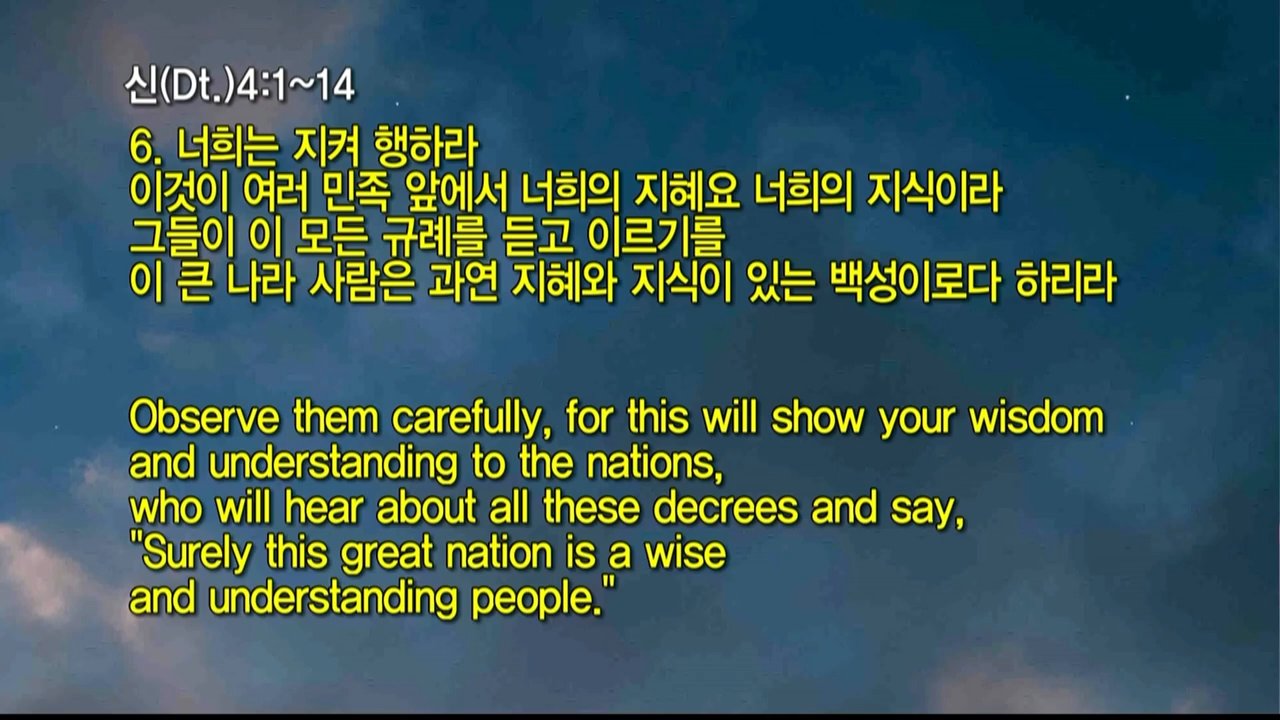 신(Dt.)4:1~14
6. 너희는 지켜 행하라
이것이 여러 민족 앞에서 너희의 지혜요 너희의 지식이라
그들이 이 모든 규례를 듣고 이르기를
이 큰 나라 사람은 과연 지혜와 지식이 있는 백성이로다 하리라
Observe them carefully, for this will show your wisdom
and understanding to the nations,
who will hear about all these decrees and say,
"Surely this great nation is a wise
and understanding people."